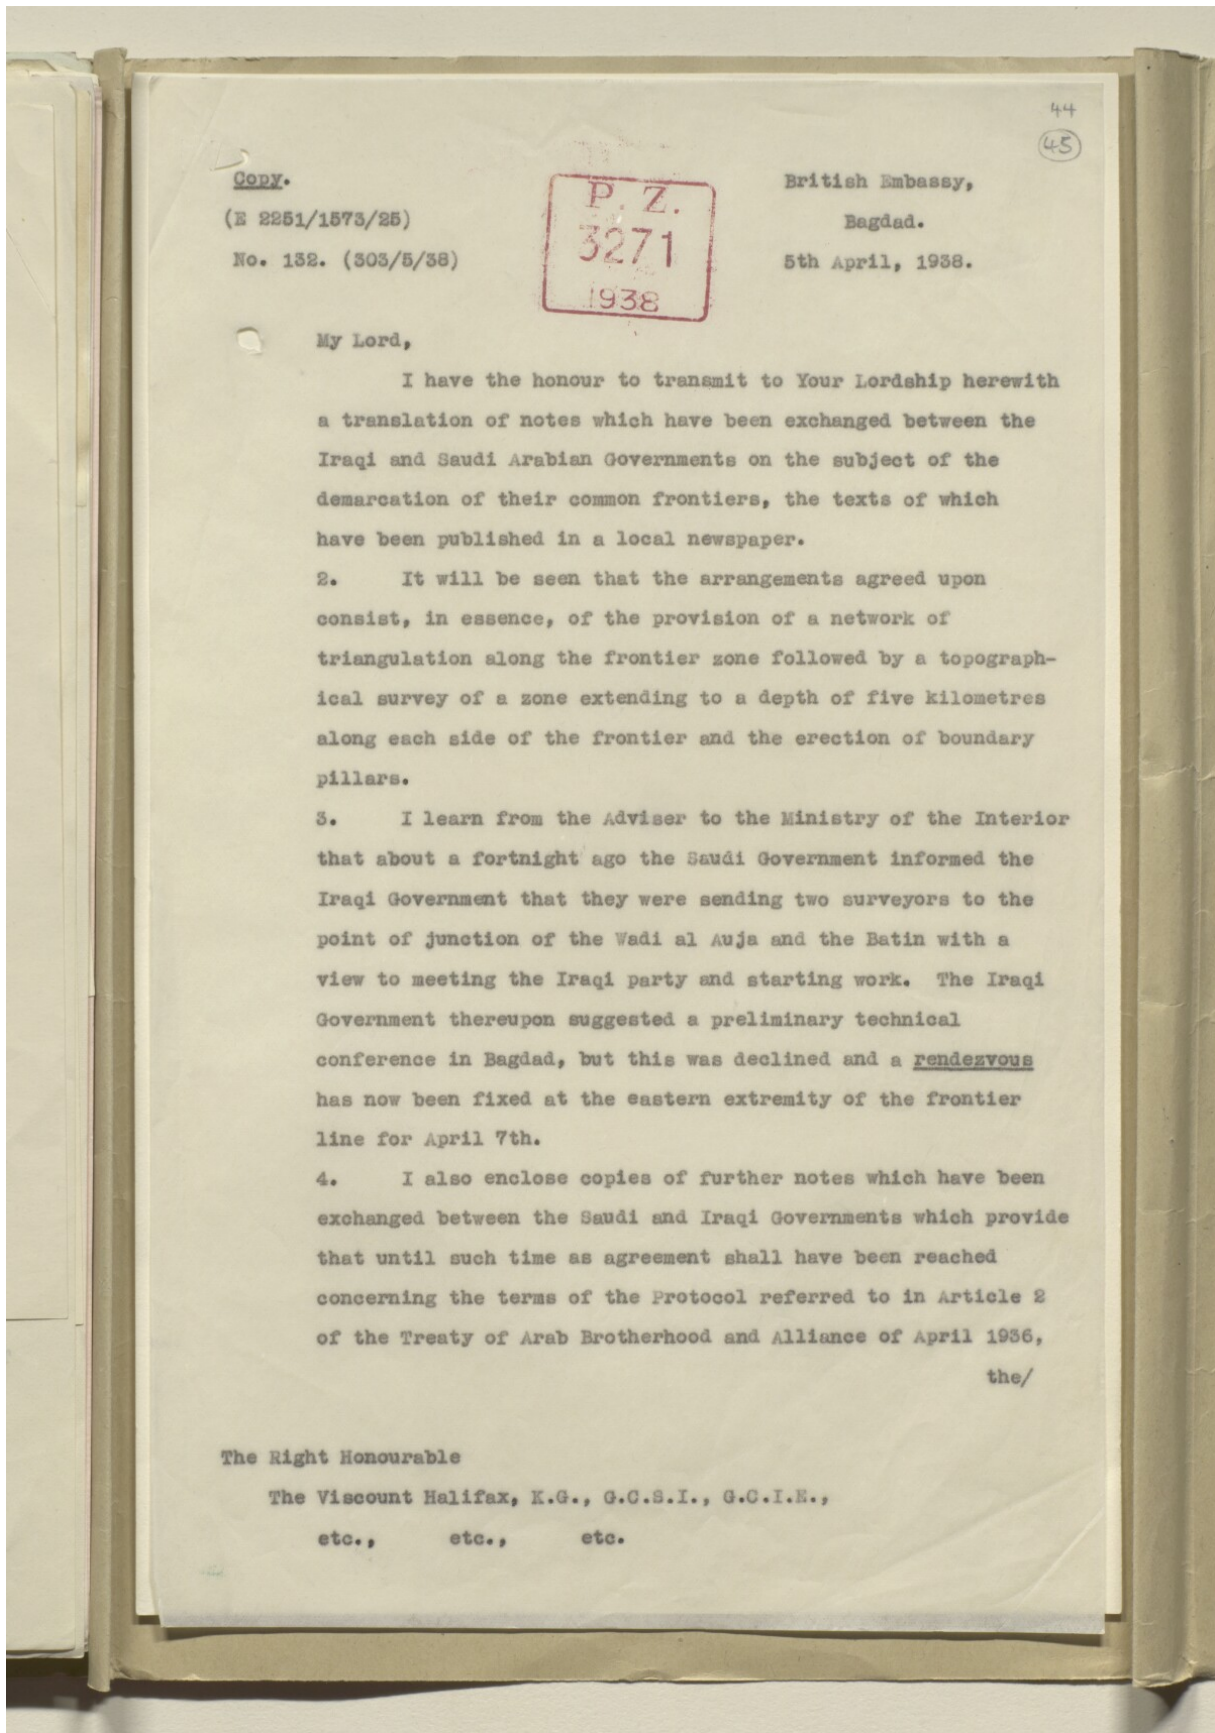 44
45
Copy.
(E 2251/1573/25)
No. 132. (303/5/38)
P. Z.
3271
1938
British Embassy,
Bagdad.
5th April, 1938.
My Lord,
I have the honour to transmit to Your Lordship herewith
a translation of notes which have been exchanged between the
Iraqi and Saudi Arabian Governments on the subject of the
demarcation of their common frontiers, the texts of which
have been published in a local newspaper.
2. It will be seen that the arrangements agreed upon
consist, in essence, of the provision of a network of
triangulation along the frontier zone followed by a topograph-
ical survey of a zone extending to a depth of five kilometres
along each side of the frontier and the erection of boundary
pillars.
3. I learn from the Adviser to the Ministry of the Interior
that about a fortnight ago the Saudi Government informed the
Iraqi Government that they were sending two surveyors to the
point of junction of the Wadi al Auja and the Batin with a
view to meeting the Iraqi party and starting work. The Iraqi
Government thereupon suggested a preliminary technical
conference in Bagdad, but this was declined and a rendezvous
has now been fixed at the eastern extremity of the frontier
line for April 7th.
4. I also enclose copies of further notes which have been
exchanged between the Saudi and Iraqi Governments which provide
that until such time as agreement shall have been reached
concerning the terms of the Protocol referred to in Article 2
of the Treaty of Arab Brotherhood and Alliance of April 1936,
the/
The Right Honourable
The Viscount Halifax, K.G., G.C.S.I., G.C.I.E.,
etc., etc., etc.